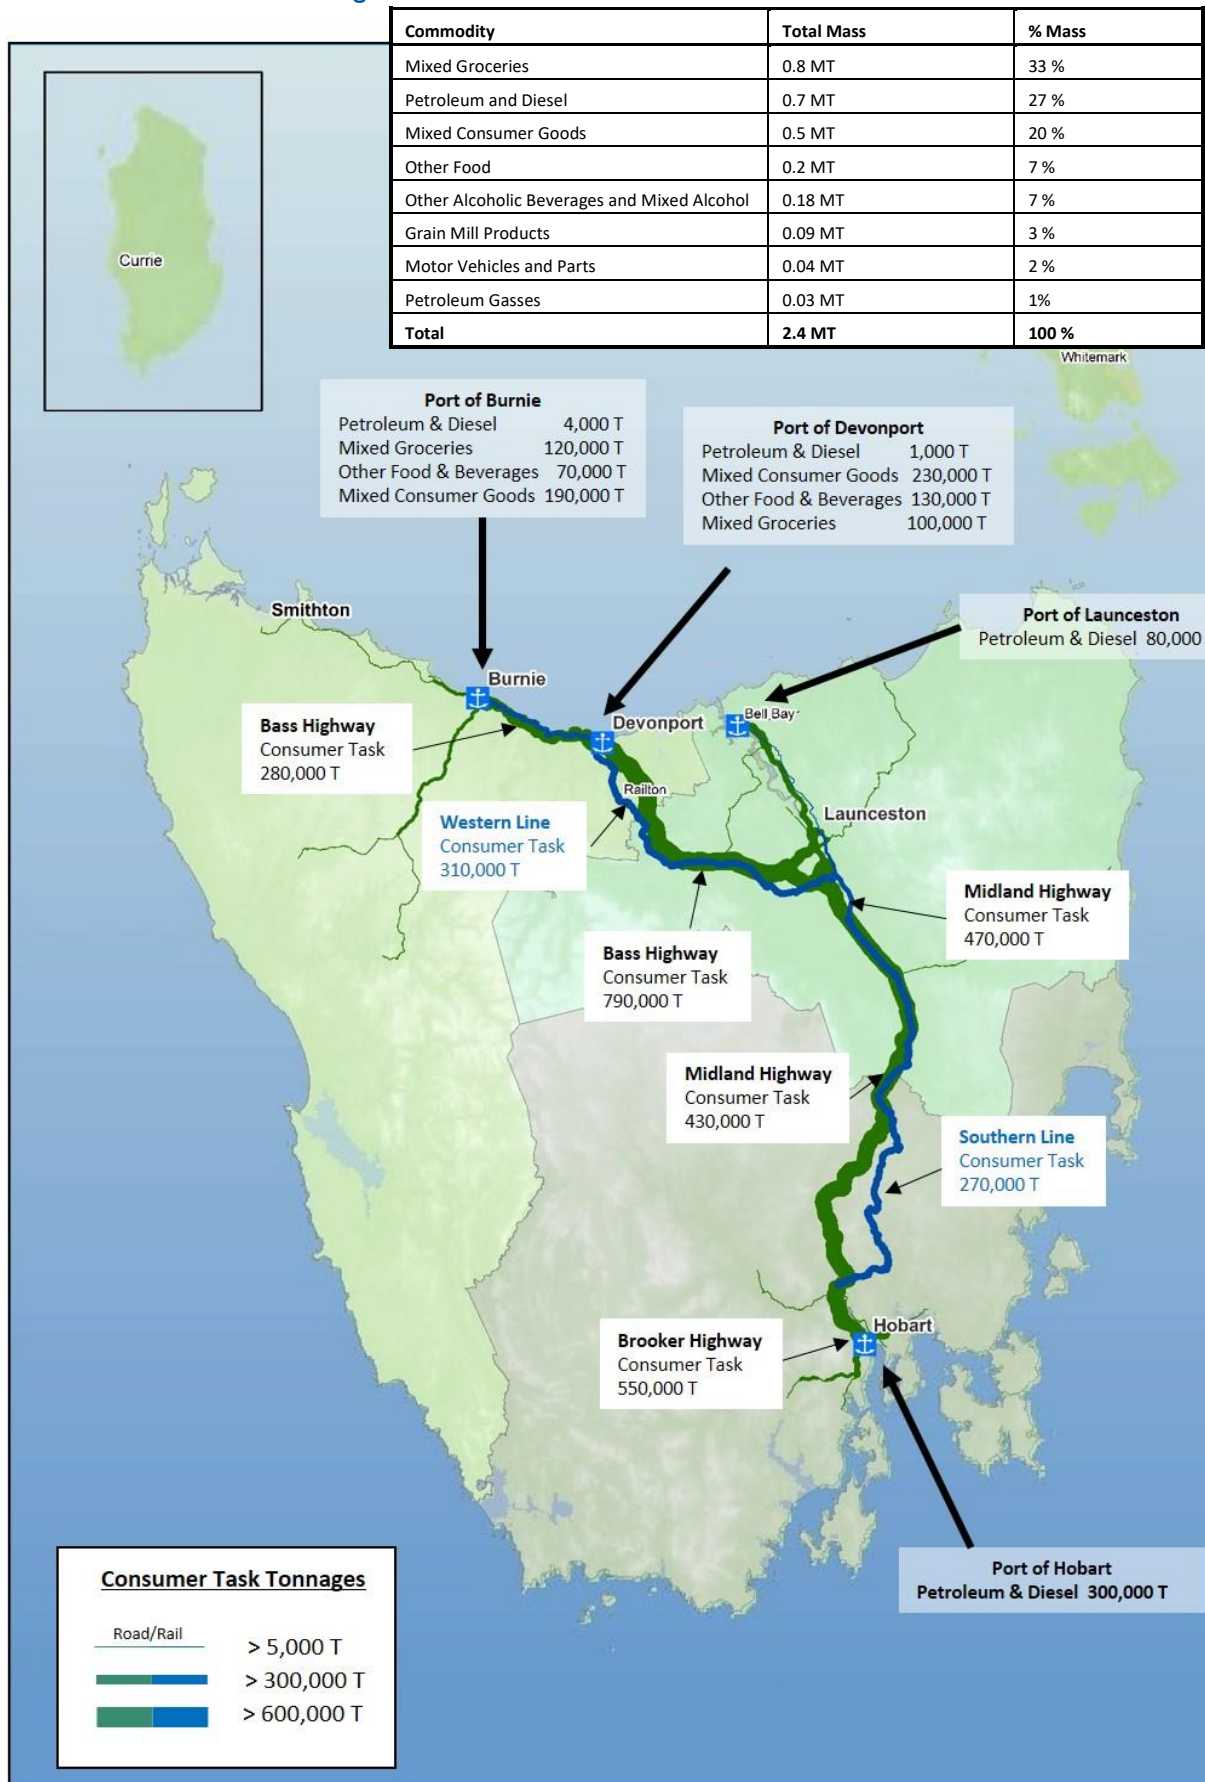 Commodity Total Mass % Mass
Mixed Groceries 0.8 MT 33 %
Petroleum and Diesel 0.7 MT 27 %
Mixed Consumer Goods 0.5 MT 20 %
Other Food 0.2 MT 7 %
Other Alcoholic Beverages and Mixed Alcohol 0.18 MT 7 %
Grain Mill Products 0.09 MT 3 %
Motor Vehicles and Parts 0.04 MT 2 %
Petroleum Gasses 0.03 MT 1%
Total 2.4 MT 100 %
Currie
Whitemark
Port of Burnie
Petroleum & Diesel 4,000 T
Mixed Groceries 120,000 T
Other Food & Beverages 70,000 T
Mixed Consumer Goods 190,000 T
Port of Devonport
Petroleum & Diesel 1,000 T
Mixed Consumer Goods 230,000 T
Other Food & Beverages 130,000 T
Mixed Groceries 100,000 T
Port of Launceston
Petroleum & Diesel 80,000
Smithton
Burnie
Devonport
Bell Bay
Bass Highway
Consumer Task
280,000 T
Railton
Launceston
Western Line
Consumer Task
310,000 T
Midland Highway
Consumer Task
470,000 T
Bass Highway
Consumer Task
790,000 T
Midland Highway
Consumer Task
430,000 T
Southern Line
Consumer Task
270,000 T
Hobart
Brooker Highway
Consumer Task
550,000 T
Port of Hobart
Petroleum & Diesel 300,000 T
Consumer Task Tonnages
Road/Rail
> 5,000 T
> 300,000 T
> 600,000 T